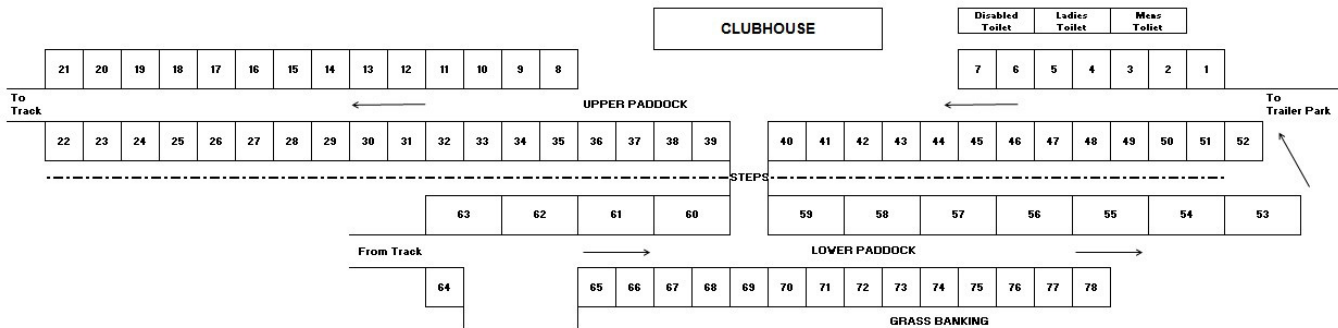 CLUBHOUSE
Disabled Toilet
Ladies Toilet
Mens Toliet
21 20 19 18 17 16 15 14 13 12 11 10 9 8
7 6 5 4 3 2 1
To Track
UPPER PADDOCK
To Trailer Park
22 23 24 25 26 27 28 29 30 31 32 33 34 35 36 37 38 39
40 41 42 43 44 45 46 47 48 49 50 51 52
STEPS
63 62 61 60
59 58 57 56 55 54 53
From Track
LOWER PADDOCK
64
65 66 67 68 69 70 71 72 73 74 75 76 77 78
GRASS BANKING